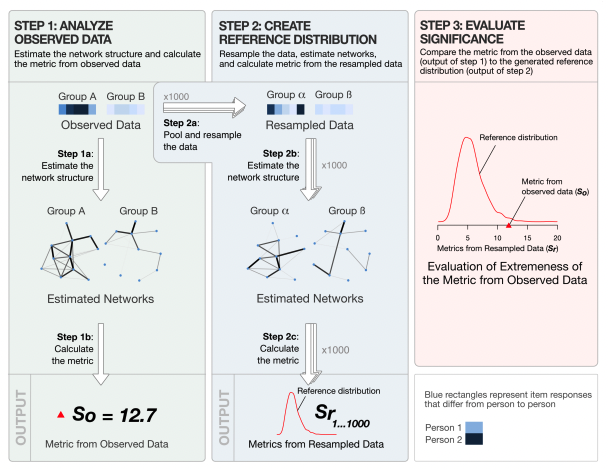 STEP 1: ANALYZE
OBSERVED DATA
Estimate the network structure and calculate
the metric from observed data
Group A
Group B
Observed Data
Step 1a:
Estimate the
network structure
Group A
Group B
Estimated Networks
Step 1b:
Calculate
the metric
OUTPUT
So = 12.7
Metric from Observed Data
STEP 2: CREATE
REFERENCE DISTRIBUTION
Resample the data, estimate networks,
and calculate metric from the resampled data
x1000
Step 2a:
Pool and resample
the data
Group α
Group ß
Resampled Data
Step 2b:
Estimate the
network structure
x1000
Group α
Group ß
Estimated Networks
Step 2c:
Calculate
the metric
x1000
OUTPUT
Reference distribution
Sr1...1000
Metrics from Resampled Data
STEP 3: EVALUATE
SIGNIFICANCE
Compare the metric from the observed data
(output of step 1) to the generated reference
distribution (output of step 2)
Reference distribution
Metric from
observed data (So)
0 5 10 15 20
Metrics from Resampled Data (Sr)
Evaluation of Extremeness of
the Metric from Observed Data
Blue rectangles represent item responses
that differ from person to person
Person 1
Person 2